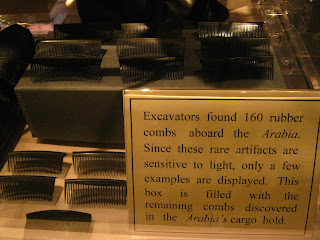 Excavators found 160 rubber
combs aboard the Arabia.
Since these rare artifacts are
sensitive to light, only a few
examples are displayed. This
box is filled with the
remaining combs discovered
in the Arabia's cargo hold.